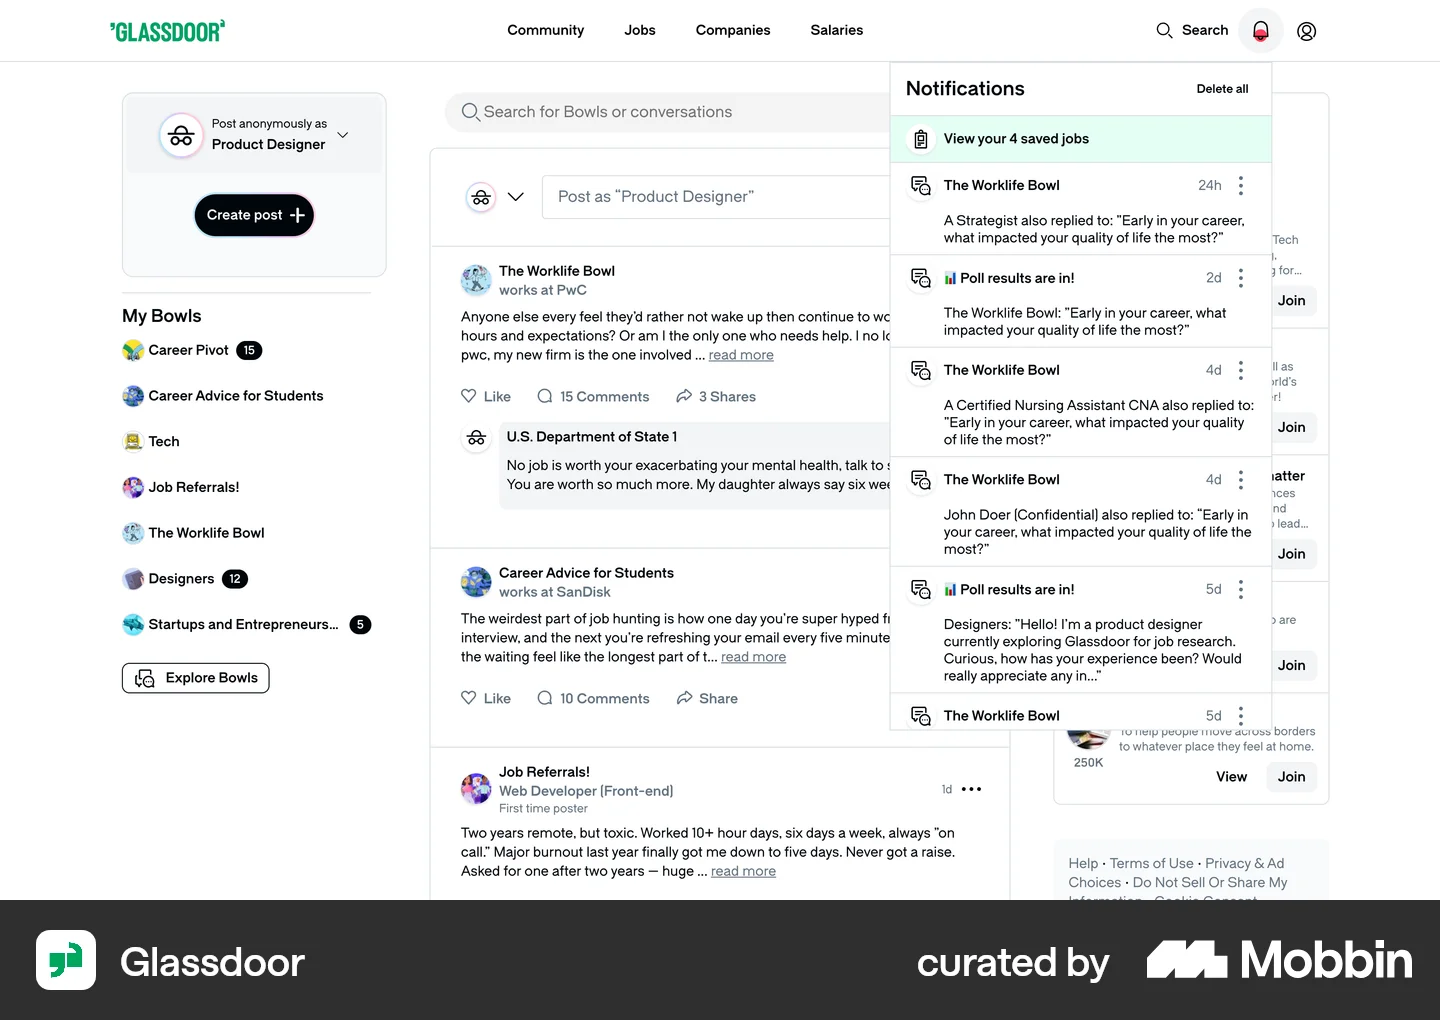 GLASSDOOR
Community
Jobs
Companies
Salaries
Search
Post anonymously as
Product Designer
Create post
My Bowls
Career Pivot 15
Career Advice for Students
Tech
Job Referrals!
The Worklife Bowl
Designers 12
Startups and Entrepreneurs... 5
Explore Bowls
Search for Bowls or conversations
Post as “Product Designer”
The Worklife Bowl
works at PwC
Anyone else every feel they'd rather not wake up then continue to wo
hours and expectations? Or am I the only one who needs help. I no lo
pwc, my new firm is the one involved ... read more
Like
15 Comments
3 Shares
U.S. Department of State 1
No job is worth your exacerbating your mental health, talk to s
You are worth so much more. My daughter always say six wee
Career Advice for Students
works at SanDisk
The weirdest part of job hunting is how one day you're super hyped fr
interview, and the next you're refreshing your email every five minute
the waiting feel like the longest part of t... read more
Like
10 Comments
Share
Job Referrals!
Web Developer (Front-end)
First time poster
1d
Two years remote, but toxic. Worked 10+ hour days, six days a week, always "on
call." Major burnout last year finally got me down to five days. Never got a raise.
Asked for one after two years — huge ... read more
Notifications
Delete all
View your 4 saved jobs
The Worklife Bowl 24h
A Strategist also replied to: "Early in your career,
what impacted your quality of life the most?"
Poll results are in! 2d
The Worklife Bowl: "Early in your career, what
impacted your quality of life the most?"
The Worklife Bowl 4d
A Certified Nursing Assistant CNA also replied to:
"Early in your career, what impacted your quality
of life the most?"
The Worklife Bowl 4d
John Doer (Confidential) also replied to: “Early in
your career, what impacted your quality of life the
most?”
Poll results are in! 5d
Designers: "Hello! I'm a product designer
currently exploring Glassdoor for job research.
Curious, how has your experience been? Would
really appreciate any in..."
The Worklife Bowl 5d
Tech
g for...
Join
ll as
rld's
r!
Join
atter
nces
nd
lead...
Join
are
Join
To help people move across borders
to whatever place they feel at home.
250K
View
Join
Help · Terms of Use · Privacy & Ad
Choices · Do Not Sell Or Share My
Information · Cookie Consent
Glassdoor
curated by
Mobbin